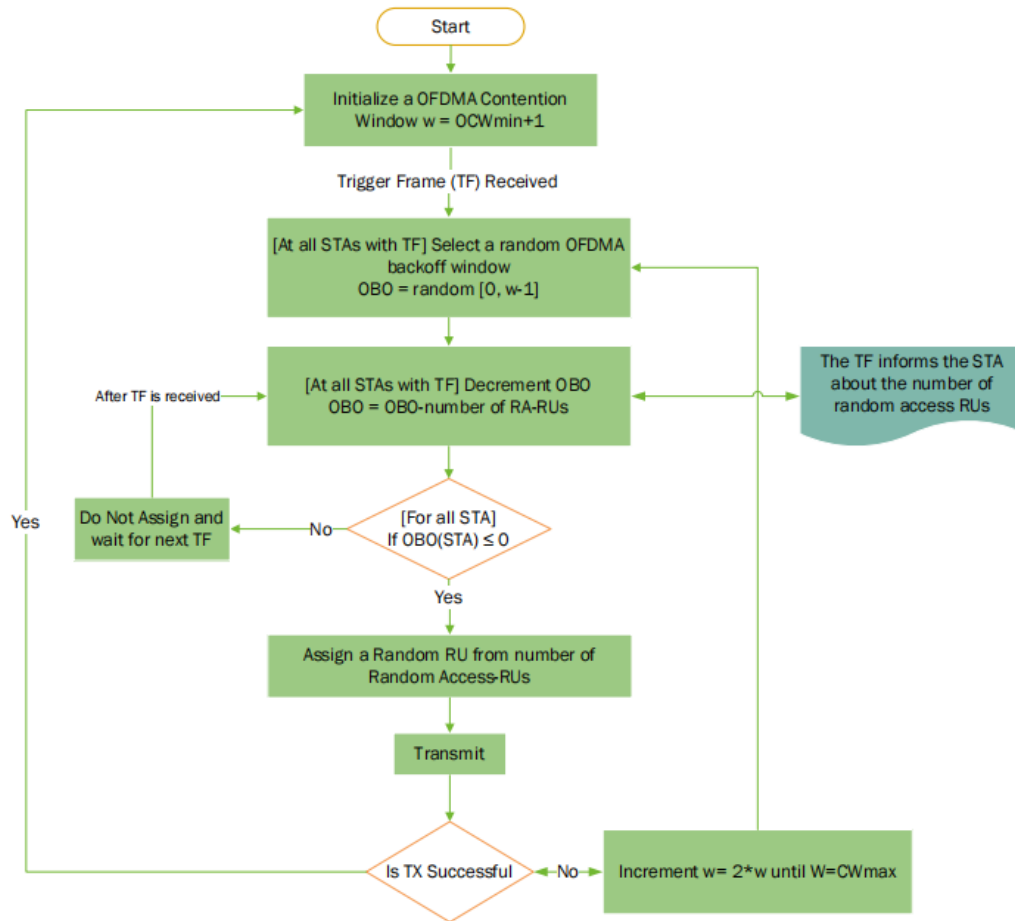 Start
Initialize a OFDMA Contention
Window w = OCWmin+1
Trigger Frame (TF) Received
[At all STAs with TF] Select a random OFDMA
backoff window
OBO = random [0, w-1]
After TF is received
[At all STAs with TF] Decrement OBO
OBO = OBO-number of RA-RUs
The TF informs the STA
about the number of
random access RUs
Yes
Do Not Assign and
wait for next TF
No
[For all STA]
If OBO(STA) ≤ 0
Yes
Assign a Random RU from number of
Random Access-RUs
Transmit
Is TX Successful
No
Increment w= 2*w until W=CWmax